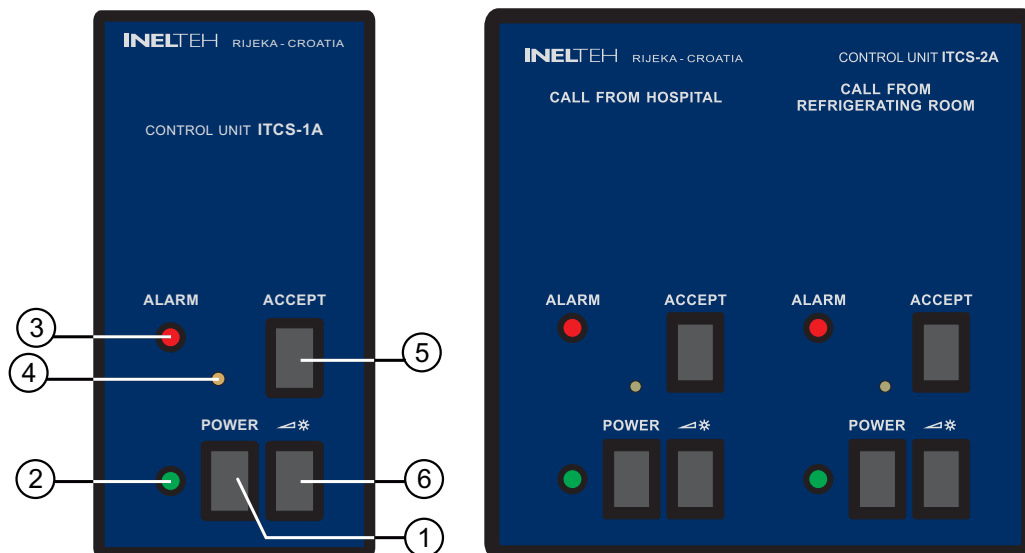 INELTEH RIJEKA - CROATIA
CONTROL UNIT ITCS-1A
ALARM ACCEPT
3
5
4
POWER
2
6
1
INELTEH RIJEKA - CROATIA CONTROL UNIT ITCS-2A
CALL FROM HOSPITAL
CALL FROM
REFRIGERATING ROOM
ALARM ACCEPT ALARM ACCEPT
POWER POWER